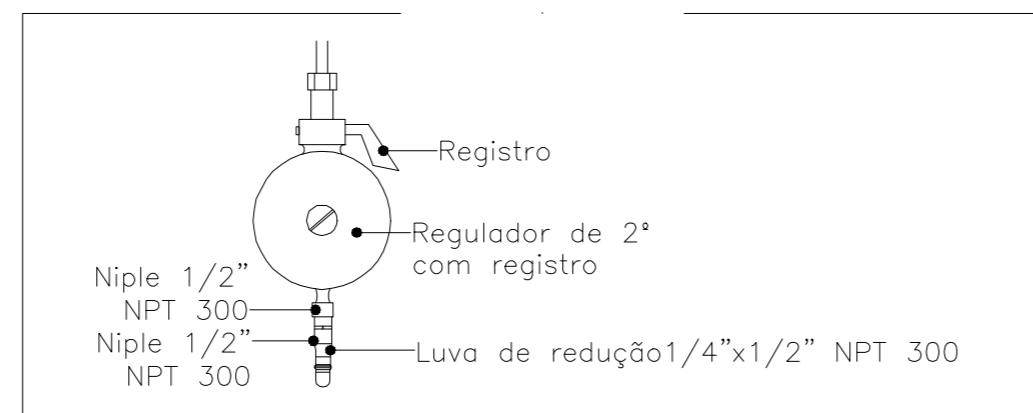 Registro
Regulador de 2ª
com registro
Niple 1/2"
NPT 300
Niple 1/2"
NPT 300
Luva de redução1/4"x1/2" NPT 300